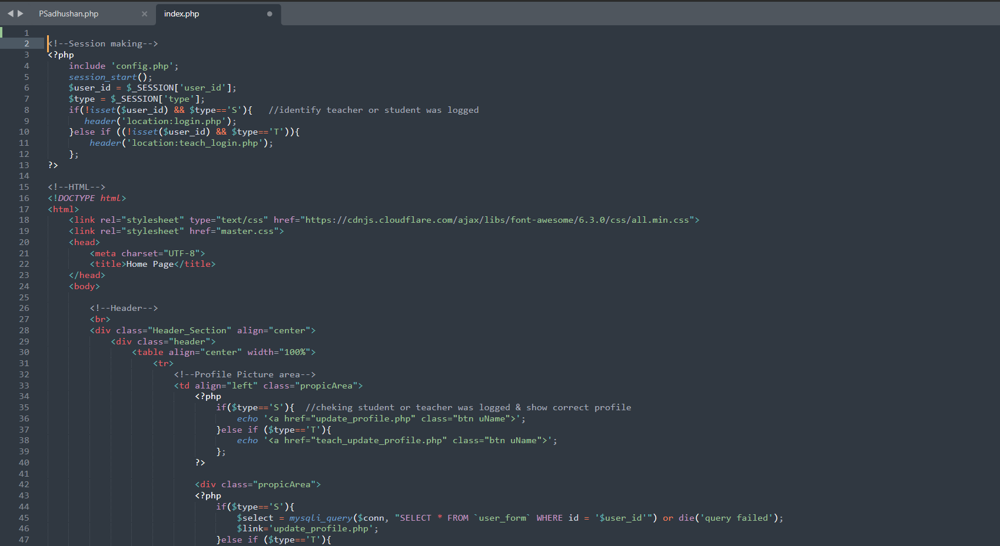 PSadhushan.php × index.php
1
2 <!--Session making-->
3 <?php
4 include 'config.php';
5 session_start();
6 $user_id = $_SESSION['user_id'];
7 $type = $_SESSION['type'];
8 if(!isset($user_id) && $type=='S'){ //identify teacher or student was logged
9 header('location:login.php');
10 }else if ((!isset($user_id) && $type=='T')){
11 header('location:teach_login.php');
12 };
13 ?>
14
15 <!--HTML-->
16 <!DOCTYPE html>
17 <html>
18 <link rel="stylesheet" type="text/css" href="https://cdnjs.cloudflare.com/ajax/libs/font-awesome/6.3.0/css/all.min.css">
19 <link rel="stylesheet" href="master.css">
20 <head>
21 <meta charset="UTF-8">
22 <title>Home Page</title>
23 </head>
24 <body>
25
26 <!--Header-->
27 <br>
28 <div class="Header_Section" align="center">
29 <div class="header">
30 <table align="center" width="100%">
31 <tr>
32 <!--Profile Picture area-->
33 <td align="left" class="propicArea">
34 <?php
35 if($type=='S'){ //cheking student or teacher was logged & show correct profile
36 echo '<a href="update_profile.php" class="btn uName">';
37 }else if ($type=='T'){
38 echo '<a href="teach_update_profile.php" class="btn uName">';
39 };
40 ?>
41
42 <div class="propicArea">
43 <?php
44 if($type=='S'){
45 $select = mysqli_query($conn, "SELECT * FROM `user_form` WHERE id = '$user_id'") or die('query failed');
46 $link='update_profile.php';
47 }else if ($type=='T'){